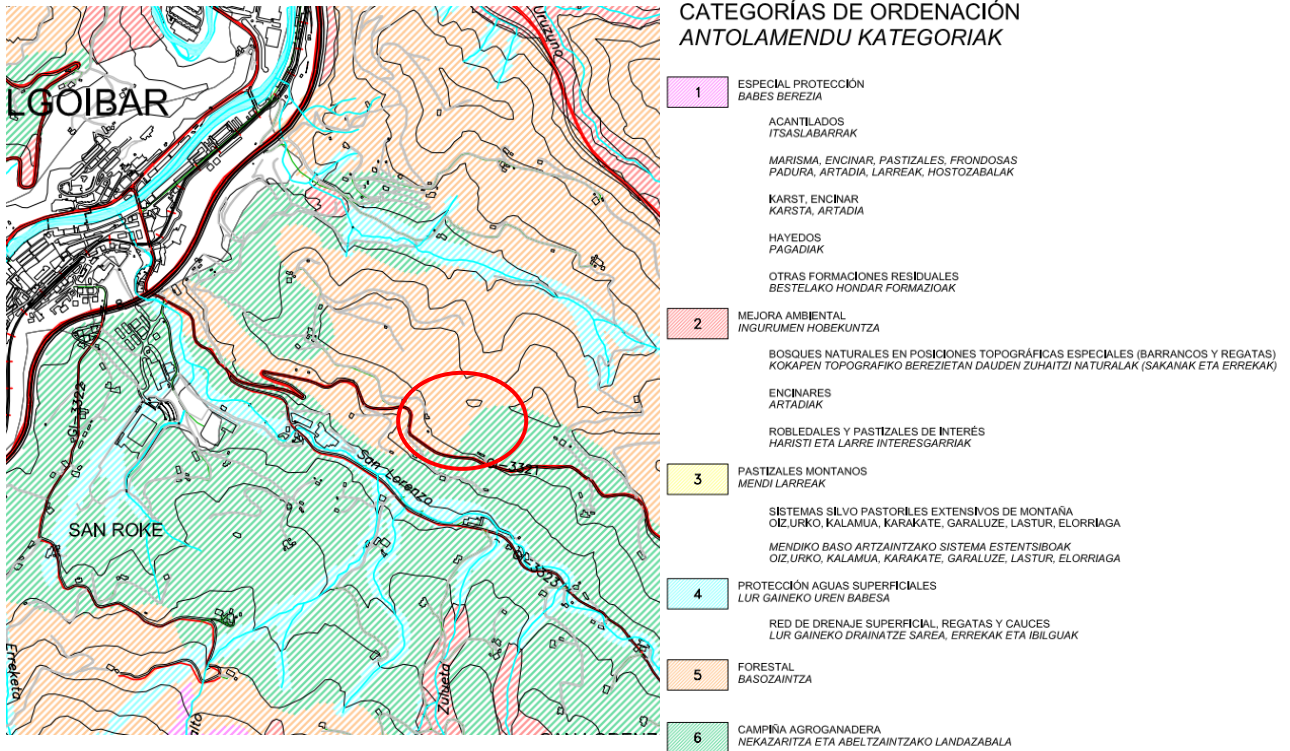 LGOIBAR
Uruzuno
GI-3322
San Lorenzo
-3321
GI-3323
SAN ROKE
Erreketa
Zulueta
CATEGORÍAS DE ORDENACIÓN
ANTOLAMENDU KATEGORIAK
1
ESPECIAL PROTECCIÓN
BABES BEREZIA
ACANTILADOS
ITSASLABARRAK
MARISMA, ENCINAR, PASTIZALES, FRONDOSAS
PADURA, ARTADIA, LARREAK, HOSTOZABALAK
KARST, ENCINAR
KARSTA, ARTADIA
HAYEDOS
PAGADIAK
OTRAS FORMACIONES RESIDUALES
BESTELAKO HONDAR FORMAZIOAK
2
MEJORA AMBIENTAL
INGURUMEN HOBEKUNTZA
BOSQUES NATURALES EN POSICIONES TOPOGRÁFICAS ESPECIALES (BARRANCOS Y REGATAS)
KOKAPEN TOPOGRAFIKO BEREZIETAN DAUDEN ZUHAITZI NATURALAK (SAKANAK ETA ERREKAK)
ENCINARES
ARTADIAK
ROBLEDALES Y PASTIZALES DE INTERÉS
HARISTI ETA LARRE INTERESGARRIAK
3
PASTIZALES MONTANOS
MENDI LARREAK
SISTEMAS SILVO PASTORILES EXTENSIVOS DE MONTAÑA
OIZ,URKO, KALAMUA, KARAKATE, GARALUZE, LASTUR, ELORRIAGA
MENDIKO BASO ARTZAINTZAKO SISTEMA ESTENTSIBOAK
OIZ,URKO, KALAMUA, KARAKATE, GARALUZE, LASTUR, ELORRIAGA
4
PROTECCIÓN AGUAS SUPERFICIALES
LUR GAINEKO UREN BABESA
RED DE DRENAJE SUPERFICIAL, REGATAS Y CAUCES
LUR GAINEKO DRAINATZE SAREA, ERREKAK ETA IBILGUAK
5
FORESTAL
BASOZAINTZA
6
CAMPIÑA AGROGANADERA
NEKAZARITZA ETA ABELTZAINTZAKO LANDAZABALA